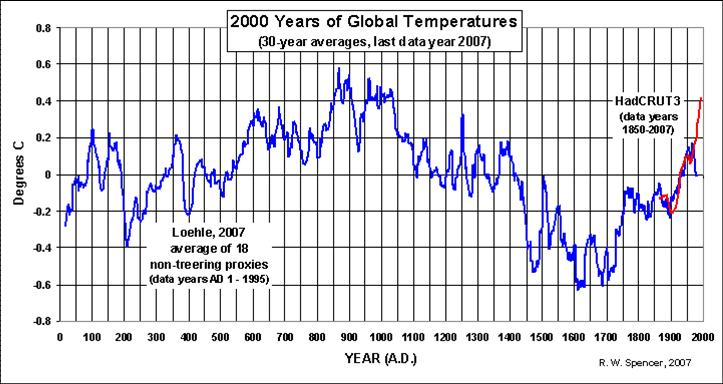 2000 Years of Global Temperatures
(30-year averages, last data year 2007)
0.8
0.6
0.4
0.2
0
-0.2
-0.4
-0.6
-0.8
Degrees C
HadCRUT3
(data years
1850-2007)
Loehle, 2007
average of 18
non-treering proxies
(data years AD 1 - 1995)
0 100 200 300 400 500 600 700 800 900 1000 1100 1200 1300 1400 1500 1600 1700 1800 1900 2000
YEAR (A.D.)
R. W. Spencer, 2007